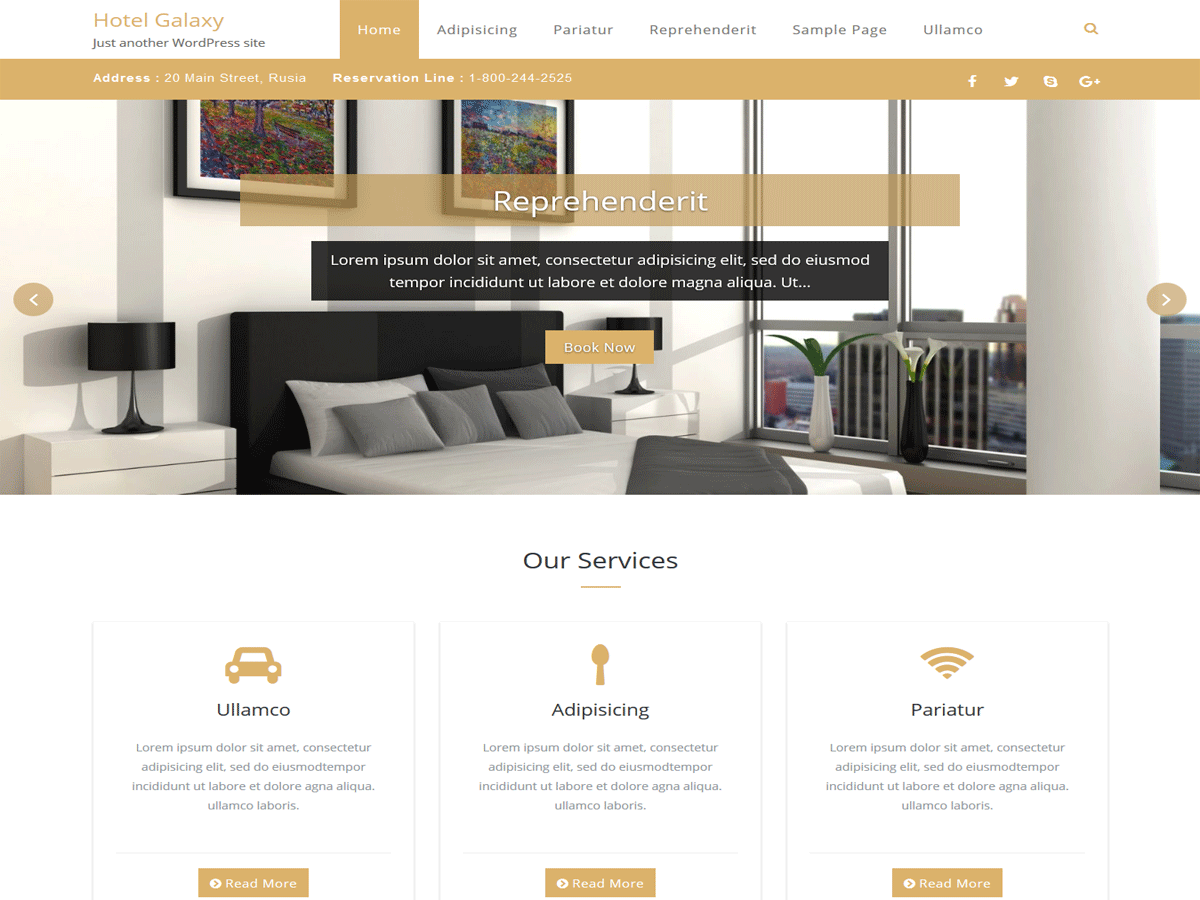 Hotel Galaxy
Just another WordPress site
Home Adipisicing Pariatur Reprehenderit Sample Page Ullamco
Address : 20 Main Street, Rusia Reservation Line : 1-800-244-2525
Reprehenderit
Lorem ipsum dolor sit amet, consectetur adipisicing elit, sed do eiusmod
tempor incididunt ut labore et dolore magna aliqua. Ut...
Book Now
Our Services
Ullamco
Lorem ipsum dolor sit amet, consectetur
adipisicing elit, sed do eiusmodtempor
incididunt ut labore et dolore agna aliqua.
ullamco laboris.
Read More
Adipisicing
Lorem ipsum dolor sit amet, consectetur
adipisicing elit, sed do eiusmodtempor
incididunt ut labore et dolore agna aliqua.
ullamco laboris.
Read More
Pariatur
Lorem ipsum dolor sit amet, consectetur
adipisicing elit, sed do eiusmodtempor
incididunt ut labore et dolore agna aliqua.
ullamco laboris.
Read More